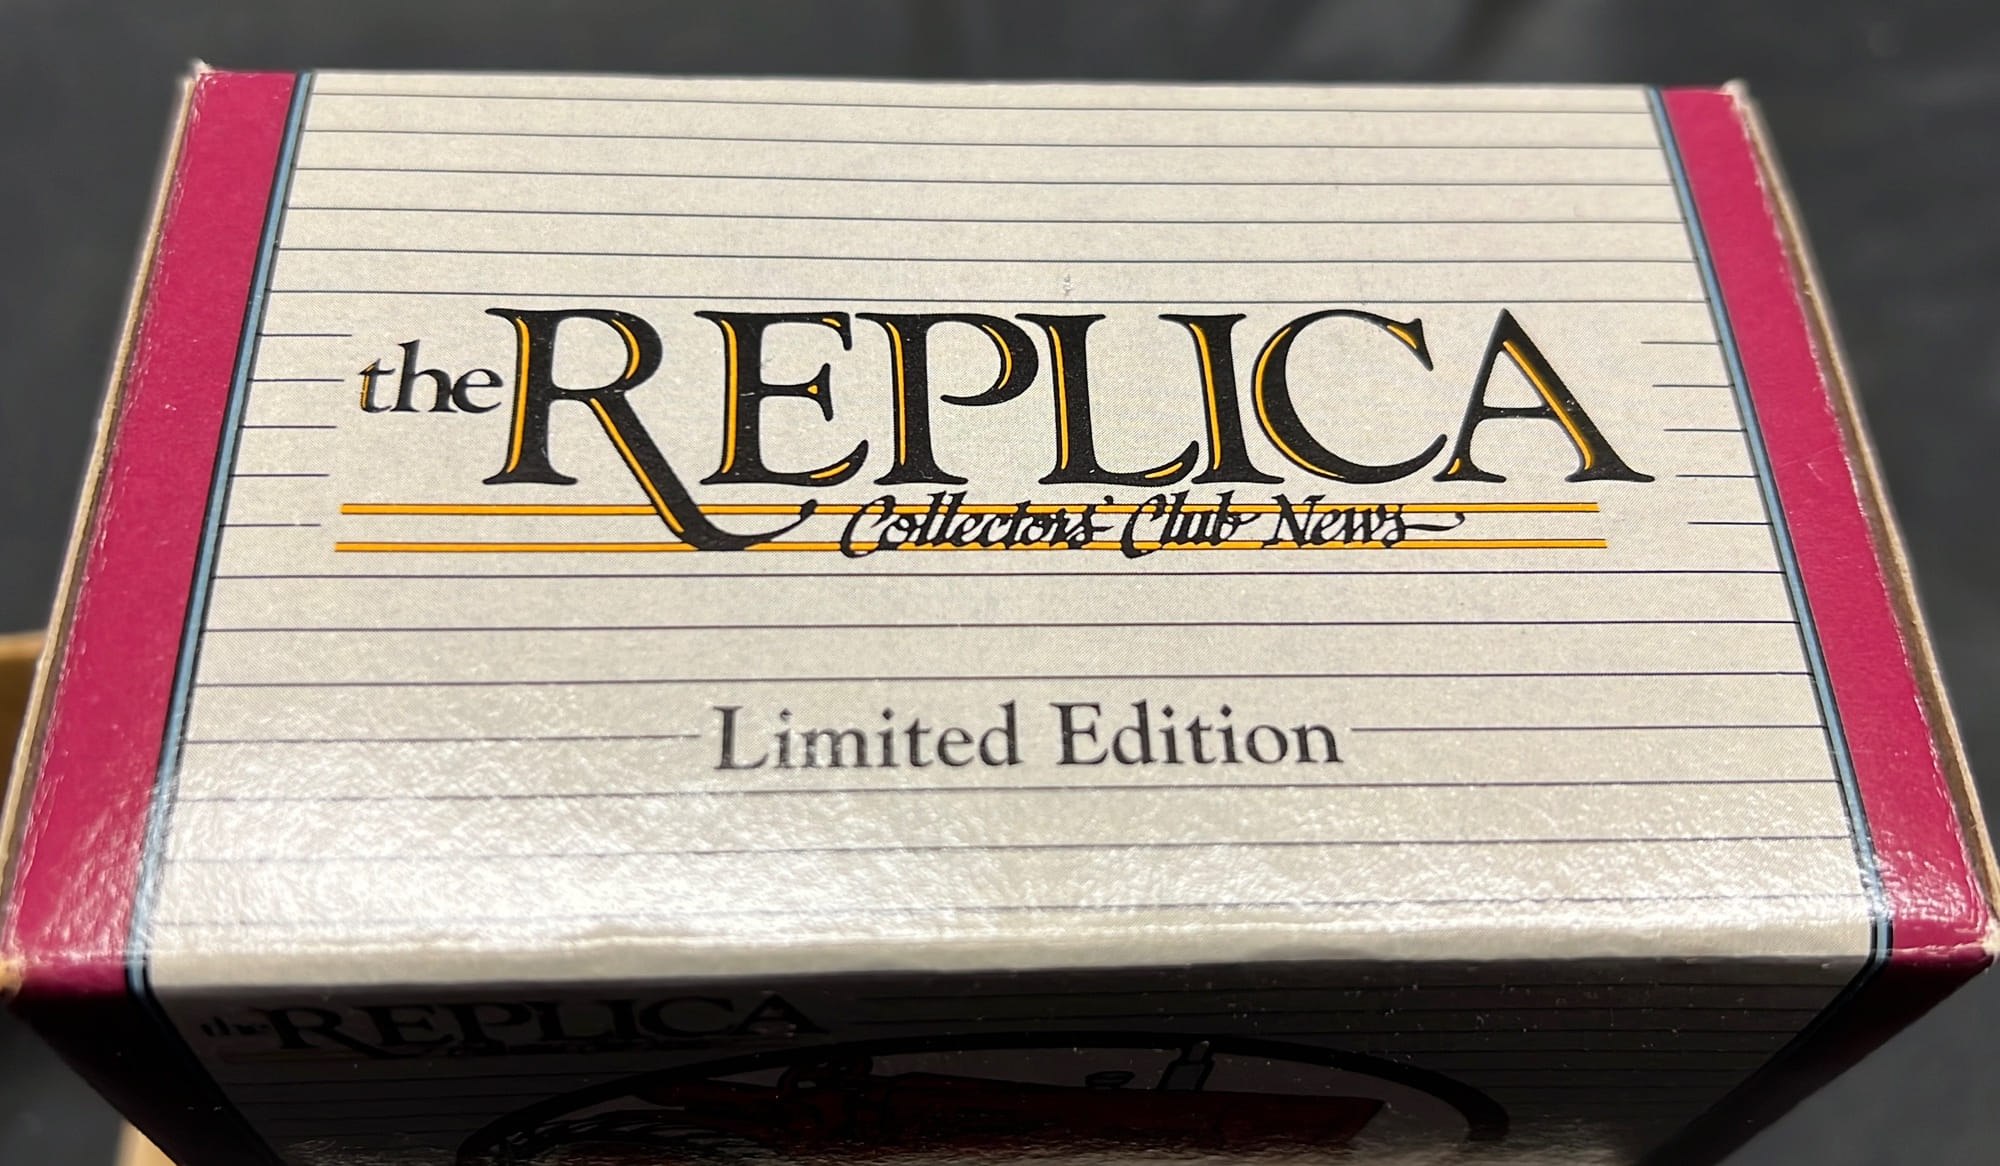 the REPLICA
Collectors' Club News
Limited Edition
the REPLICA